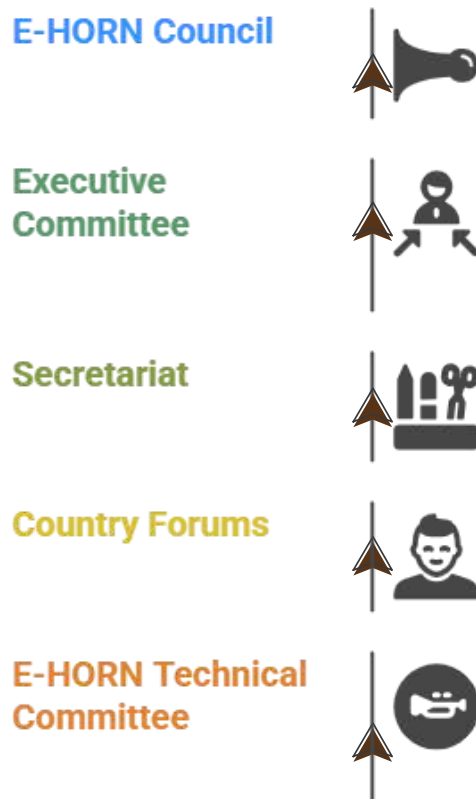 E-HORN Council
Executive
Committee
Secretariat
Country Forums
E-HORN Technical
Committee